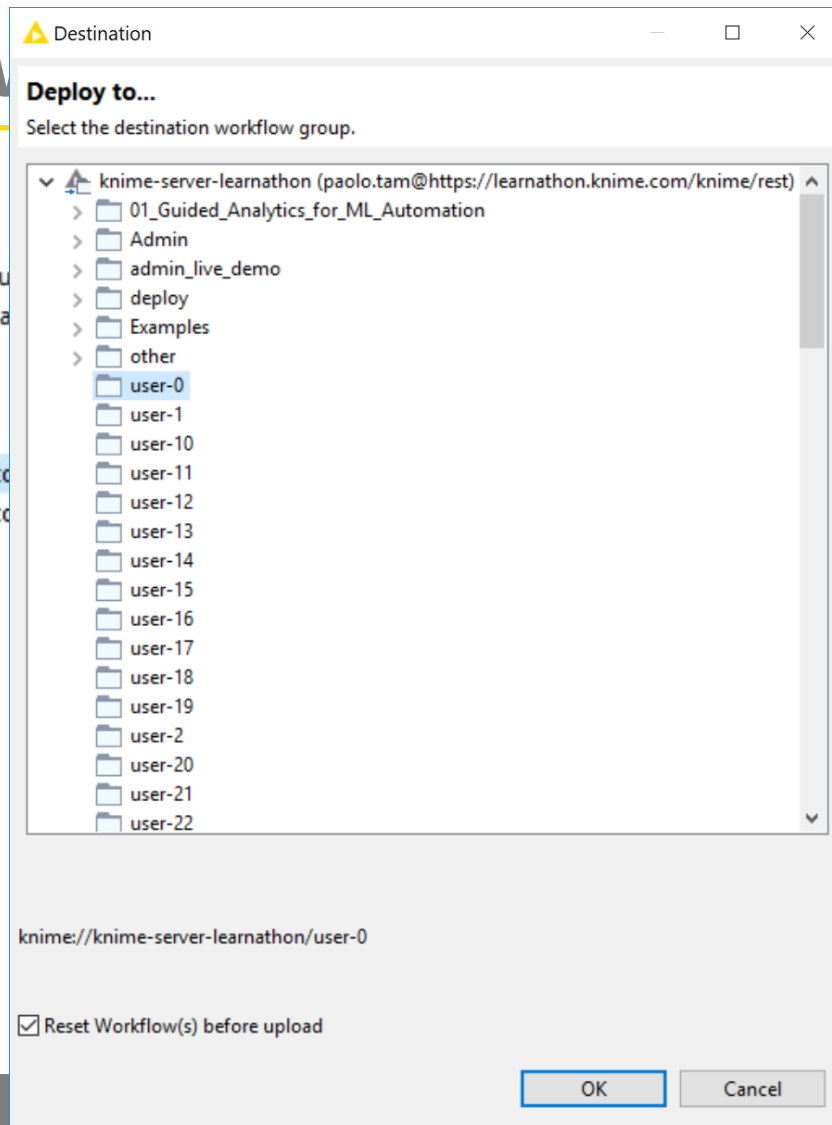 Destination
Deploy to...
Select the destination workflow group.
knime-server-learnathon (paolo.tam@https://learnathon.knime.com/knime/rest)
01_Guided_Analytics_for_ML_Automation
Admin
admin_live_demo
deploy
Examples
other
user-0
user-1
user-10
user-11
user-12
user-13
user-14
user-15
user-16
user-17
user-18
user-19
user-2
user-20
user-21
user-22
knime://knime-server-learnathon/user-0
Reset Workflow(s) before upload
OK Cancel